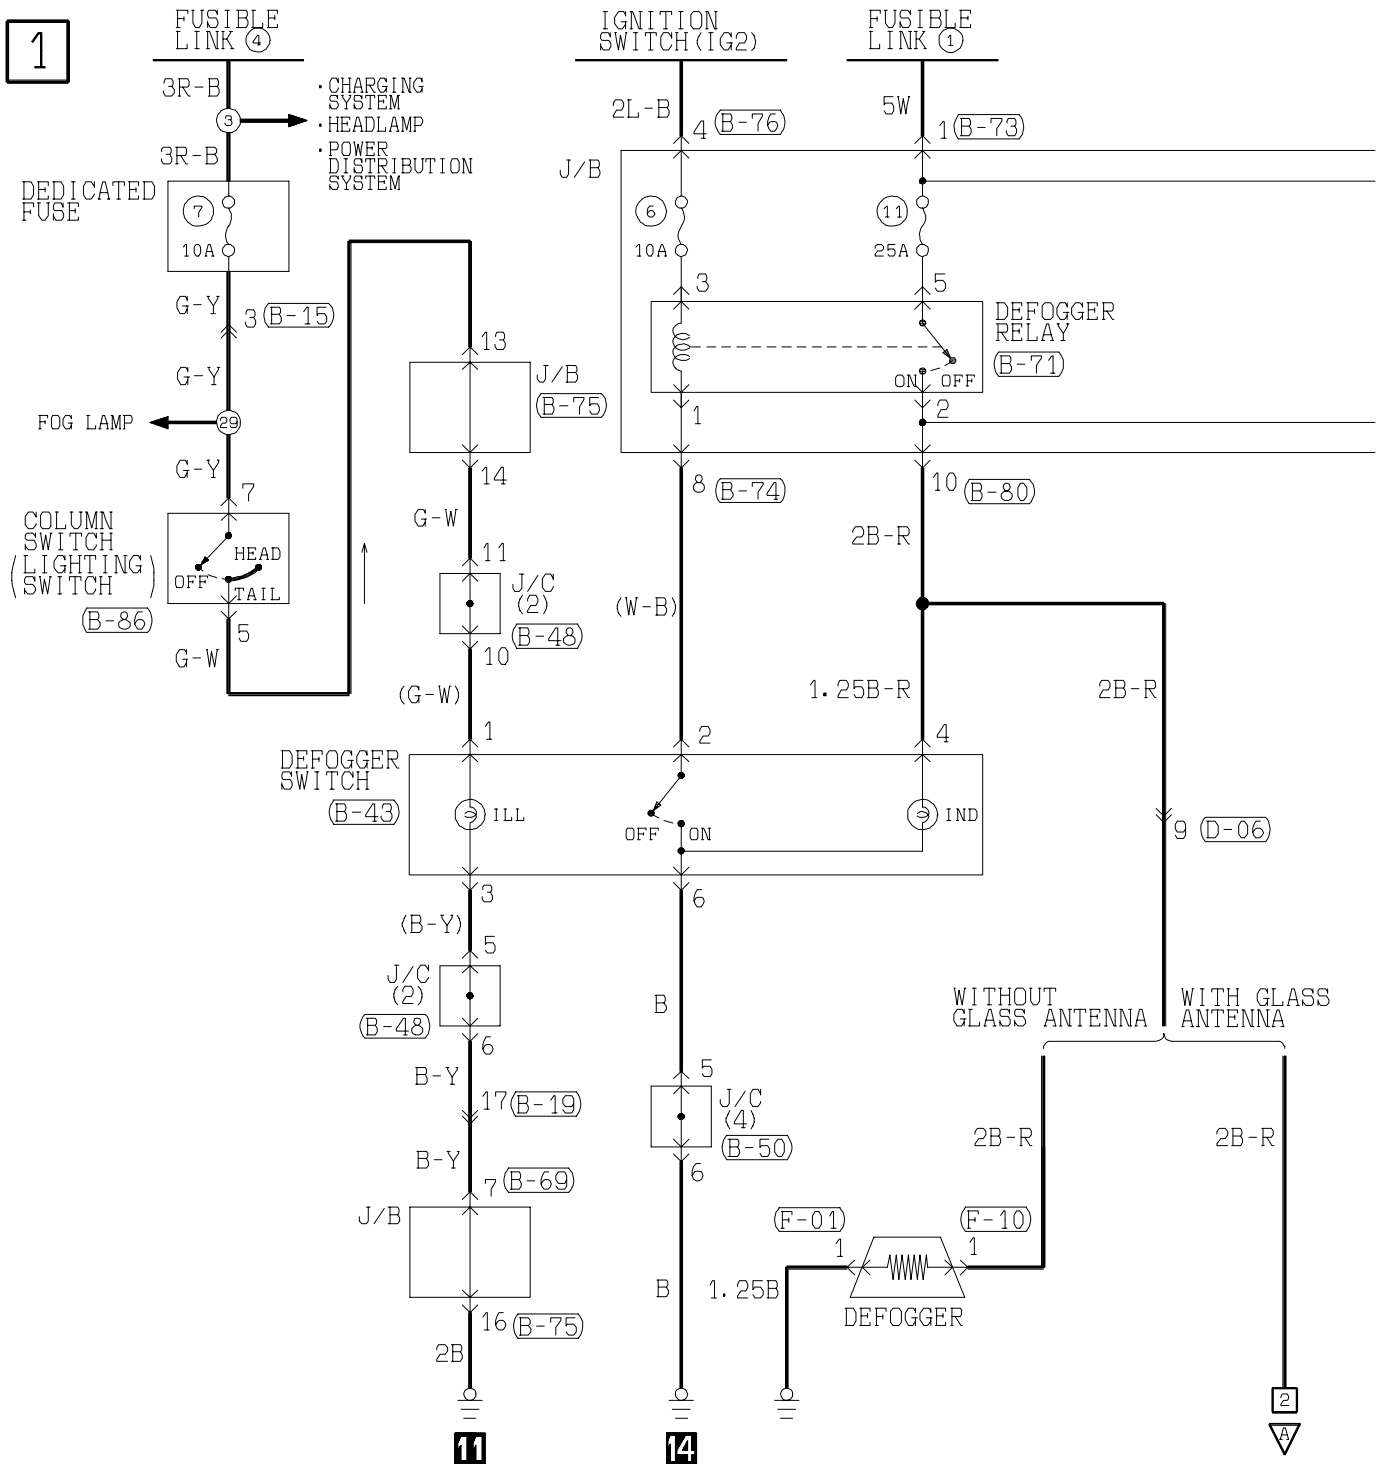 1
FUSIBLE
LINK 4
IGNITION
SWITCH(IG2)
FUSIBLE
LINK 1
3R-B
3
· CHARGING
SYSTEM
· HEADLAMP
· POWER
DISTRIBUTION
SYSTEM
2L-B
4 B-76
5W
1 B-73
3R-B
J/B
DEDICATED
FUSE
7
10A
6
10A
11
25A
G-Y
3 B-15
3
5
DEFOGGER
RELAY
B-71
ON OFF
13
J/B
B-75
G-Y
FOG LAMP
29
1
2
G-Y
7
14
8 B-74
10 B-80
COLUMN
SWITCH
(LIGHTING)
(SWITCH)
B-86
OFF
HEAD
TAIL
5
G-W
G-W
11
J/C
(2)
B-48
10
2B-R
(W-B)
(G-W)
1.25B-R
2B-R
1
2
4
DEFOGGER
SWITCH
B-43
ILL
OFF ON
IND
9 D-06
3
6
(B-Y)
5
J/C
(2)
B-48
6
B
WITHOUT
GLASS ANTENNA
WITH GLASS
ANTENNA
B-Y
17 B-19
5
J/C
(4)
B-50
6
2B-R
2B-R
B-Y
7 B-69
J/B
F-01
1
F-10
1
DEFOGGER
B
1.25B
16 B-75
2B
11
14
2
A